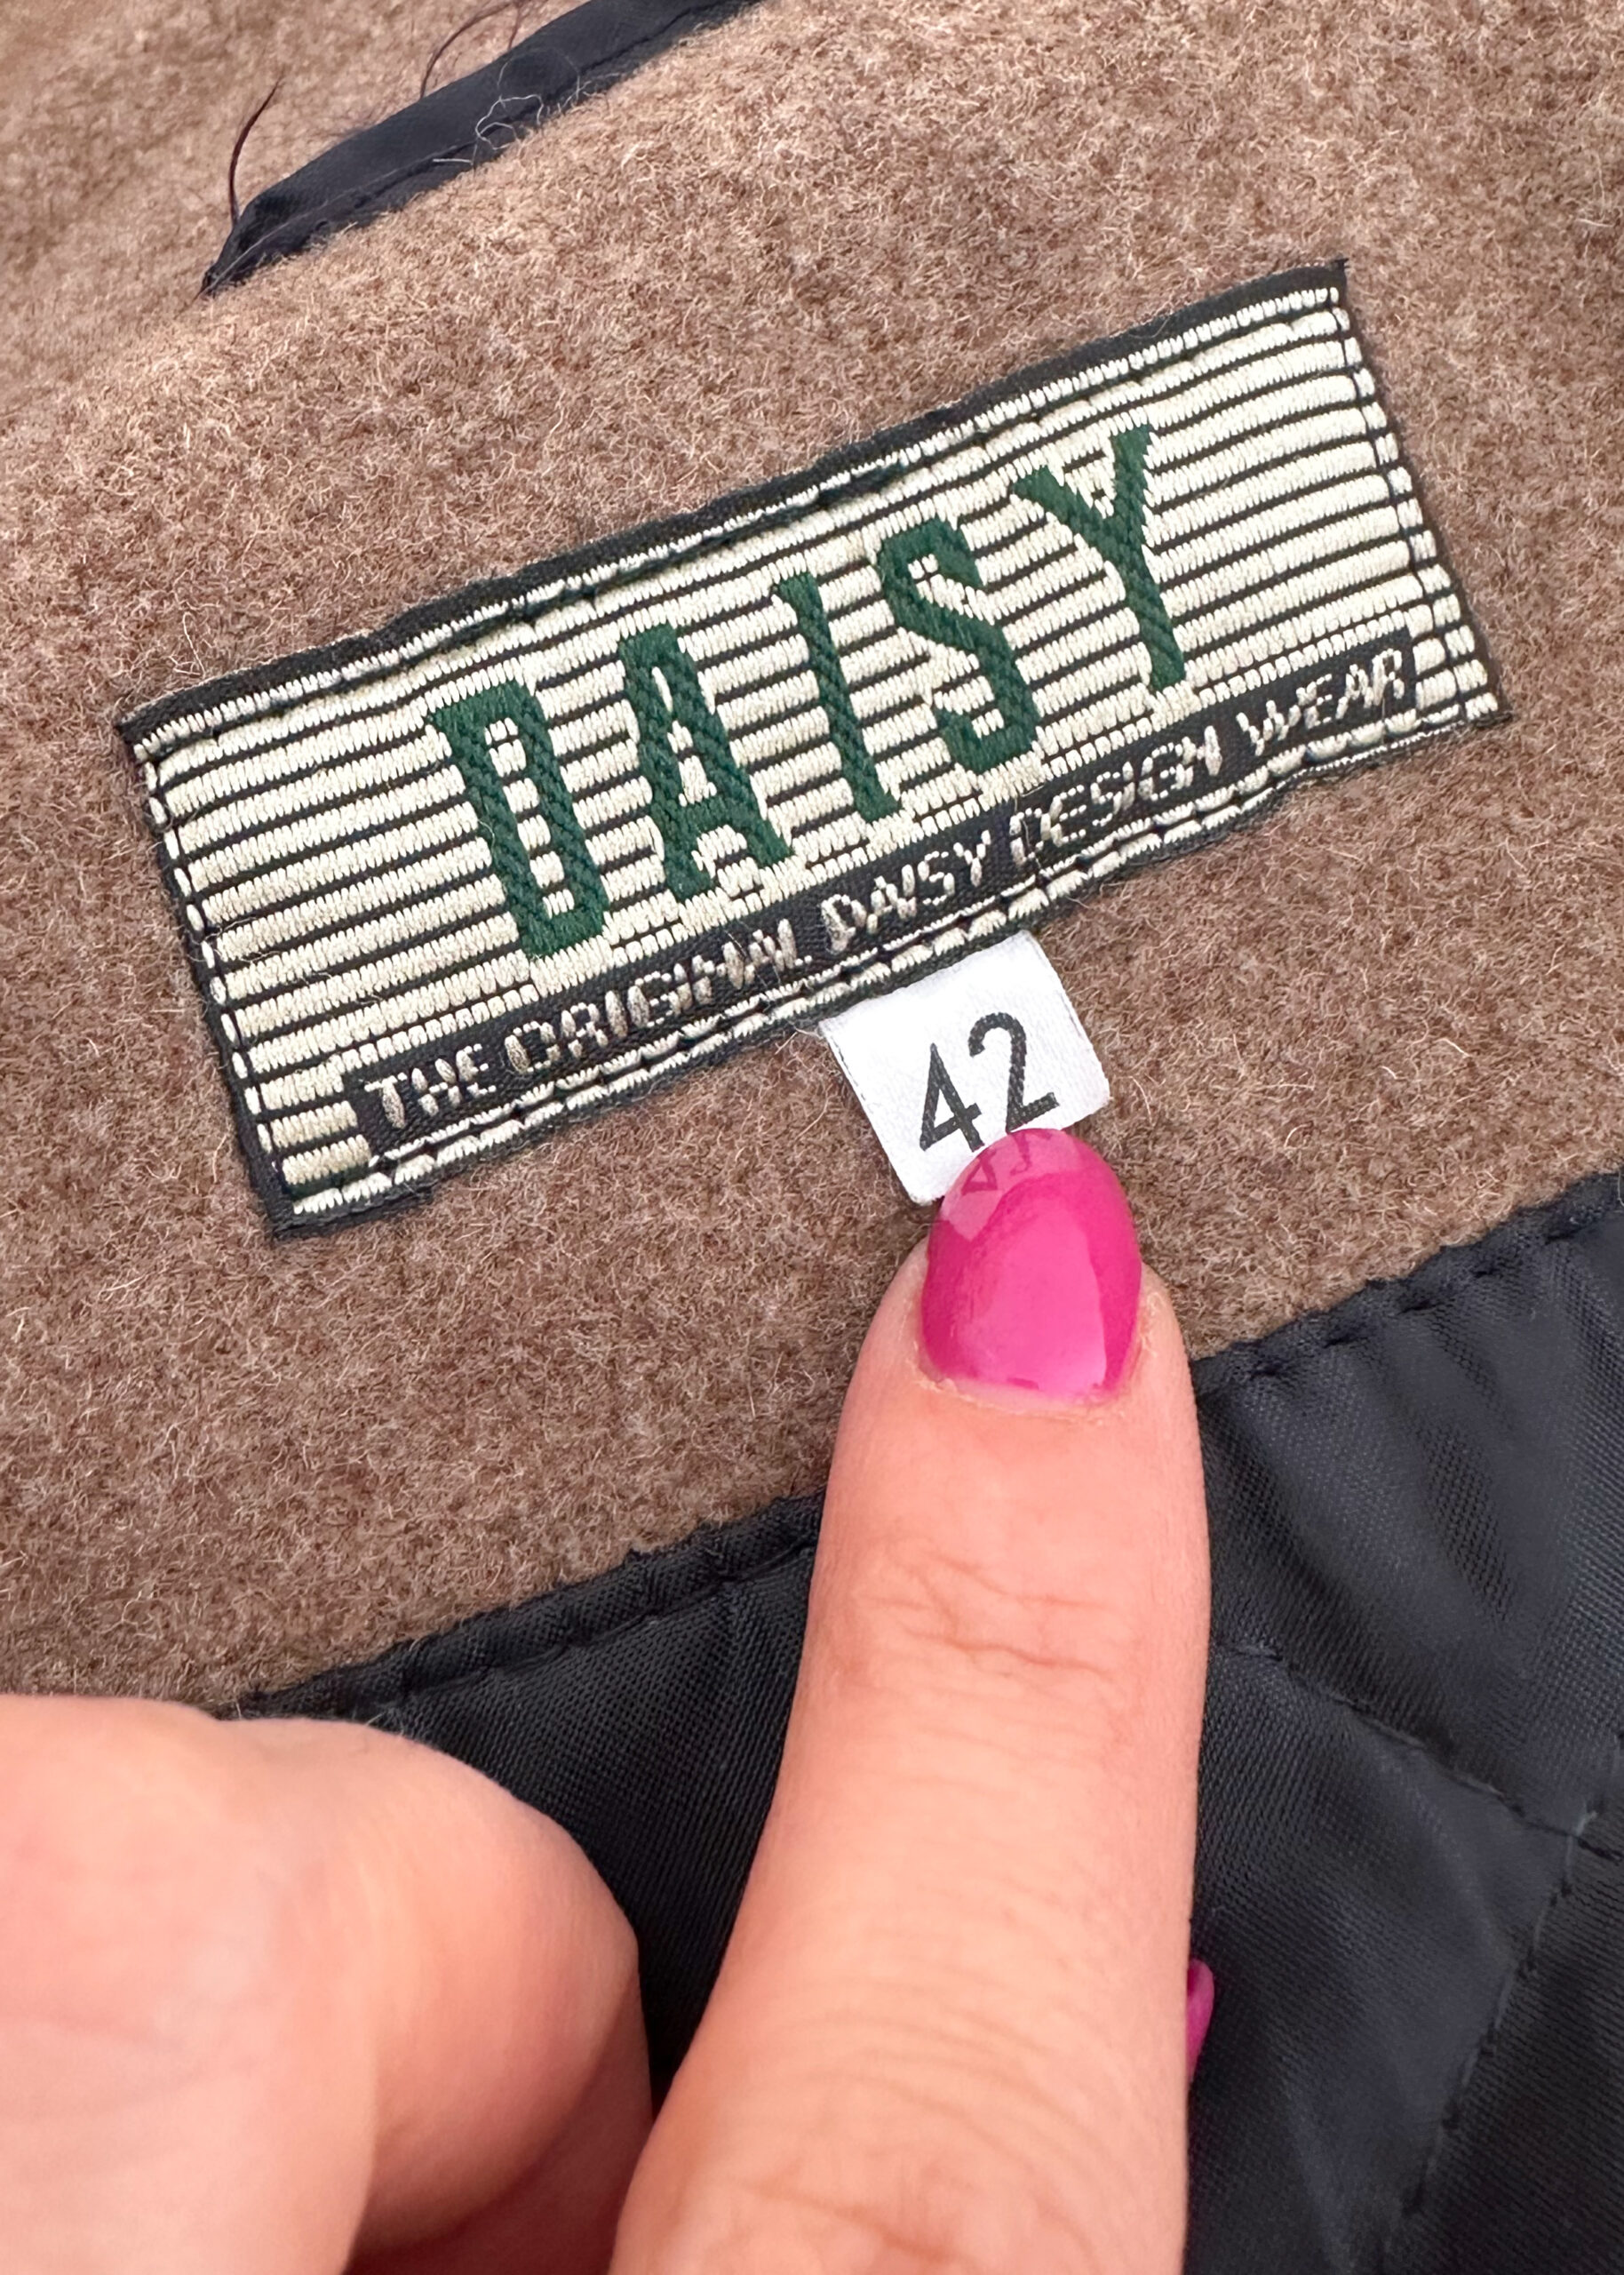 DAISY
THE ORIGINAL DAISY DESIGN WEAR
42